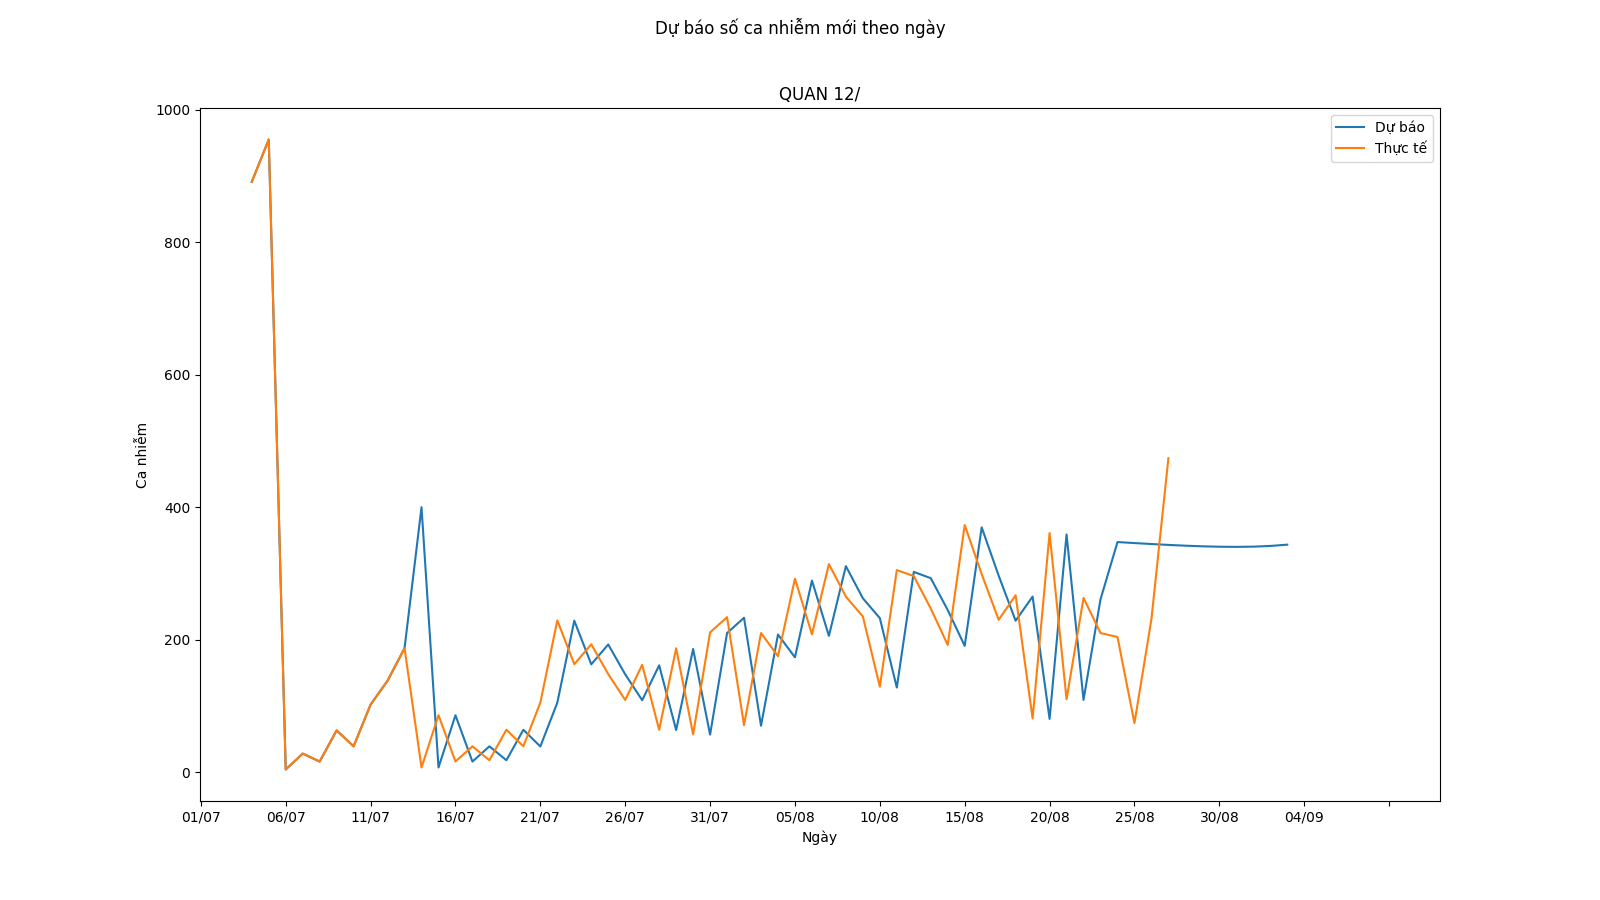 Dự báo số ca nhiễm mới theo ngày
QUAN 12/
Dự báo
Thực tế
1000
800
600
400
200
0
Ca nhiễm
01/07 06/07 11/07 16/07 21/07 26/07 31/07 05/08 10/08 15/08 20/08 25/08 30/08 04/09
Ngày